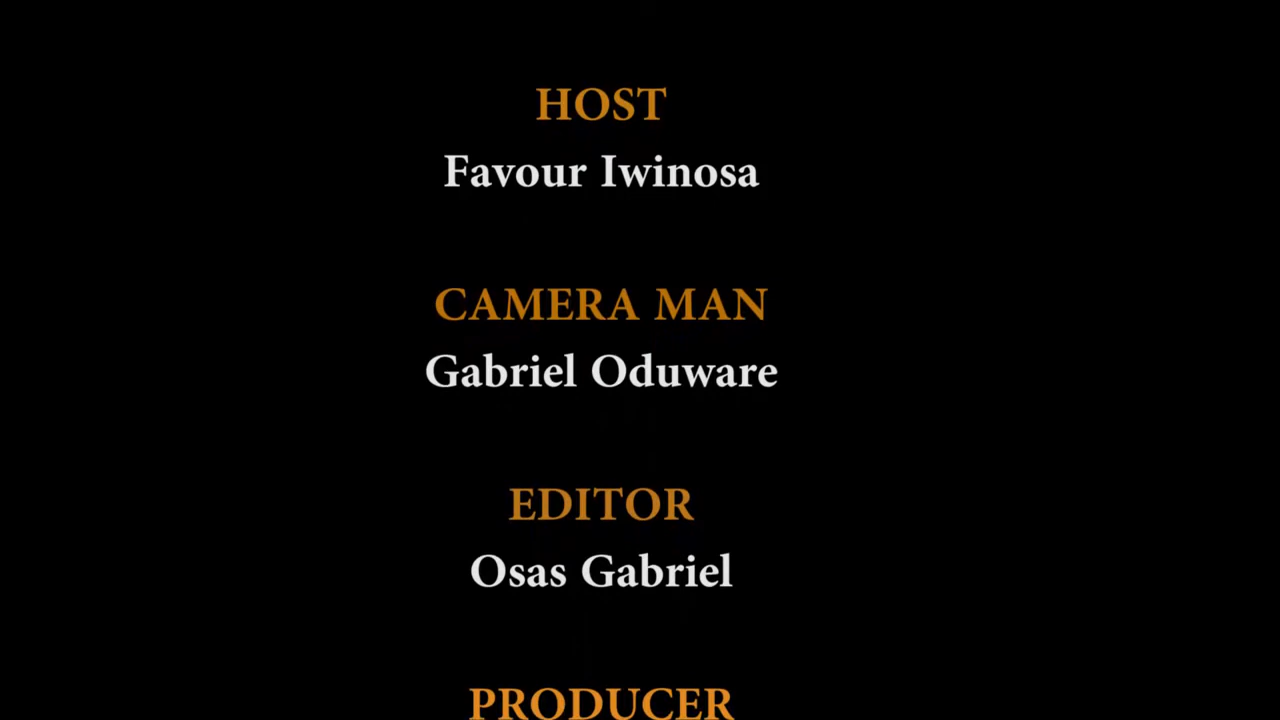 HOST
Favour Iwinosa
CAMERA MAN
Gabriel Oduware
EDITOR
Osas Gabriel
PRODUCER